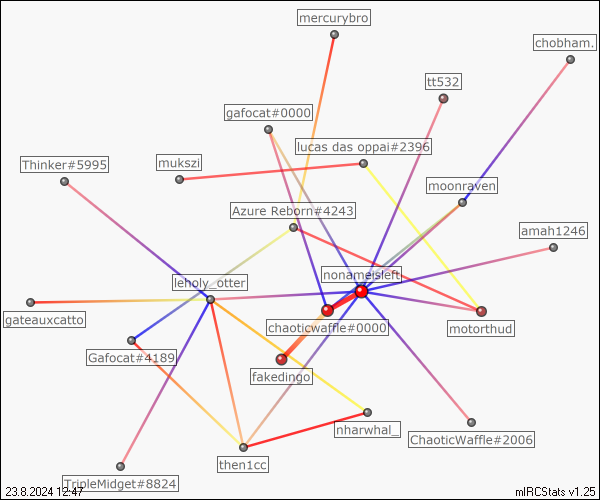 mercurybro
chobham.
tt532
gafocat#0000
lucas das oppai#2396
Thinker#5995
mukszi
moonraven
Azure Reborn#4243
amah1246
nonameisleft
leholy_otter
gateauxcatto
chaoticwaffle#0000
motorthud
Gafocat#4189
fakedingo
nharwhal_
ChaoticWaffle#2006
then1cc
TripleMidget#8824
23.8.2024 12:47
mIRCStats v1.25